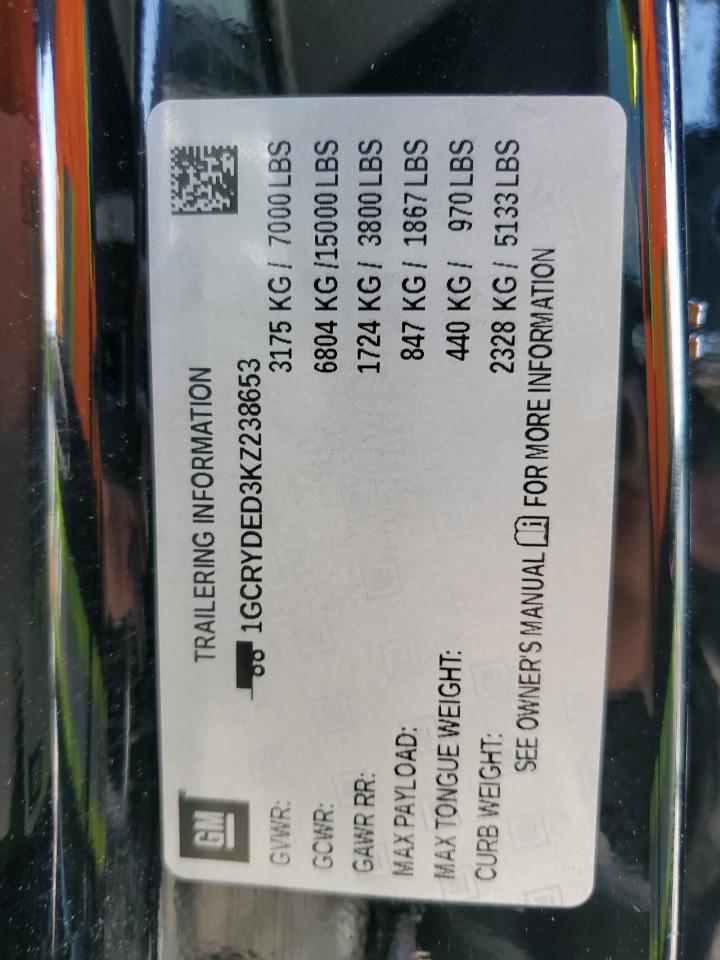 GM
TRAILERING INFORMATION
1GCRYDED3KZ238653
GVWR: 3175 KG / 7000 LBS
GCWR: 6804 KG /15000 LBS
GAWR RR: 1724 KG / 3800 LBS
MAX PAYLOAD: 847 KG / 1867 LBS
MAX TONGUE WEIGHT: 440 KG / 970 LBS
CURB WEIGHT: 2328 KG / 5133 LBS
SEE OWNER'S MANUAL FOR MORE INFORMATION